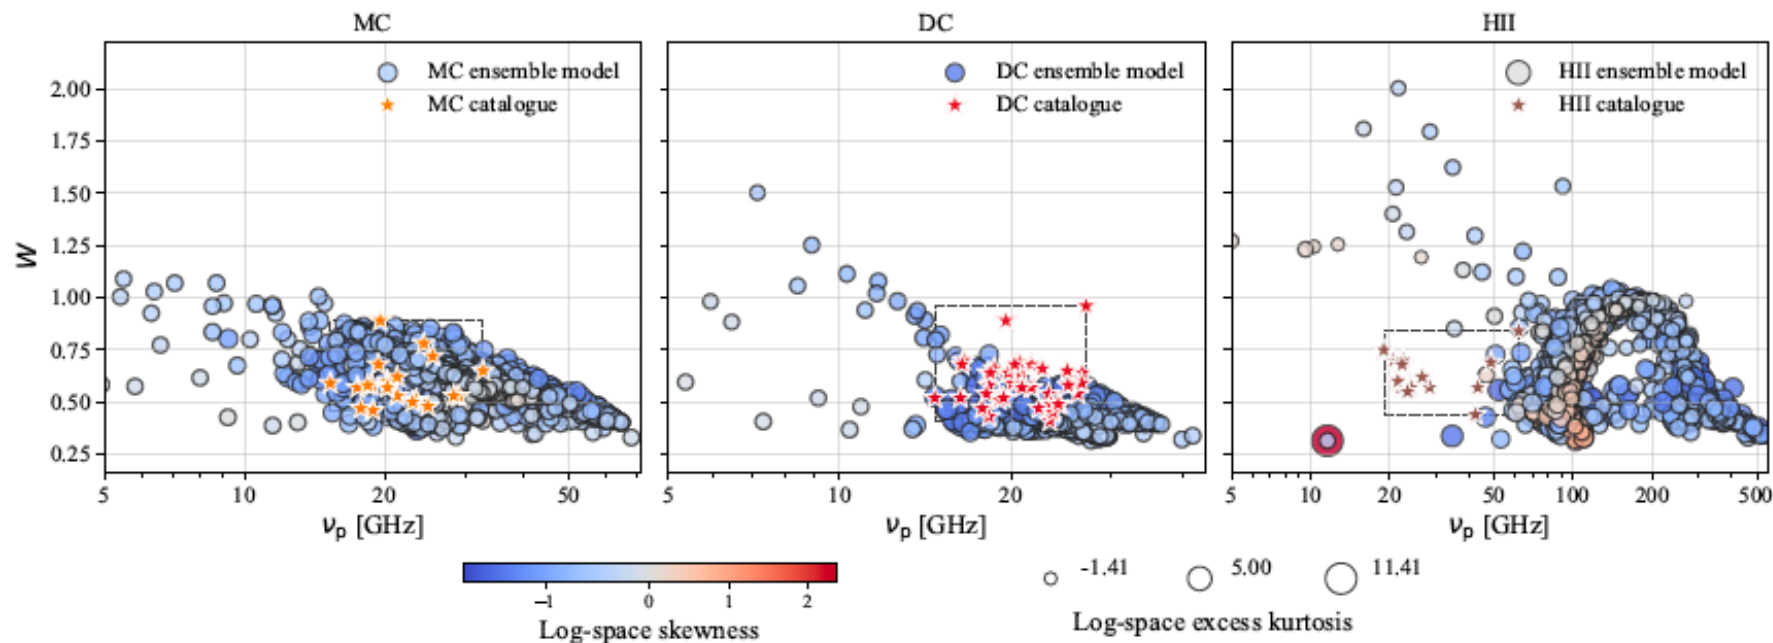 MC
DC
HII
MC ensemble model
MC catalogue
DC ensemble model
DC catalogue
HII ensemble model
HII catalogue
W
2.00
1.75
1.50
1.25
1.00
0.75
0.50
0.25
5 10 20 50
5 10 20
5 10 20 50 100 200 500
νp [GHz]
νp [GHz]
νp [GHz]
−1 0 1 2
Log-space skewness
-1.41 5.00 11.41
Log-space excess kurtosis